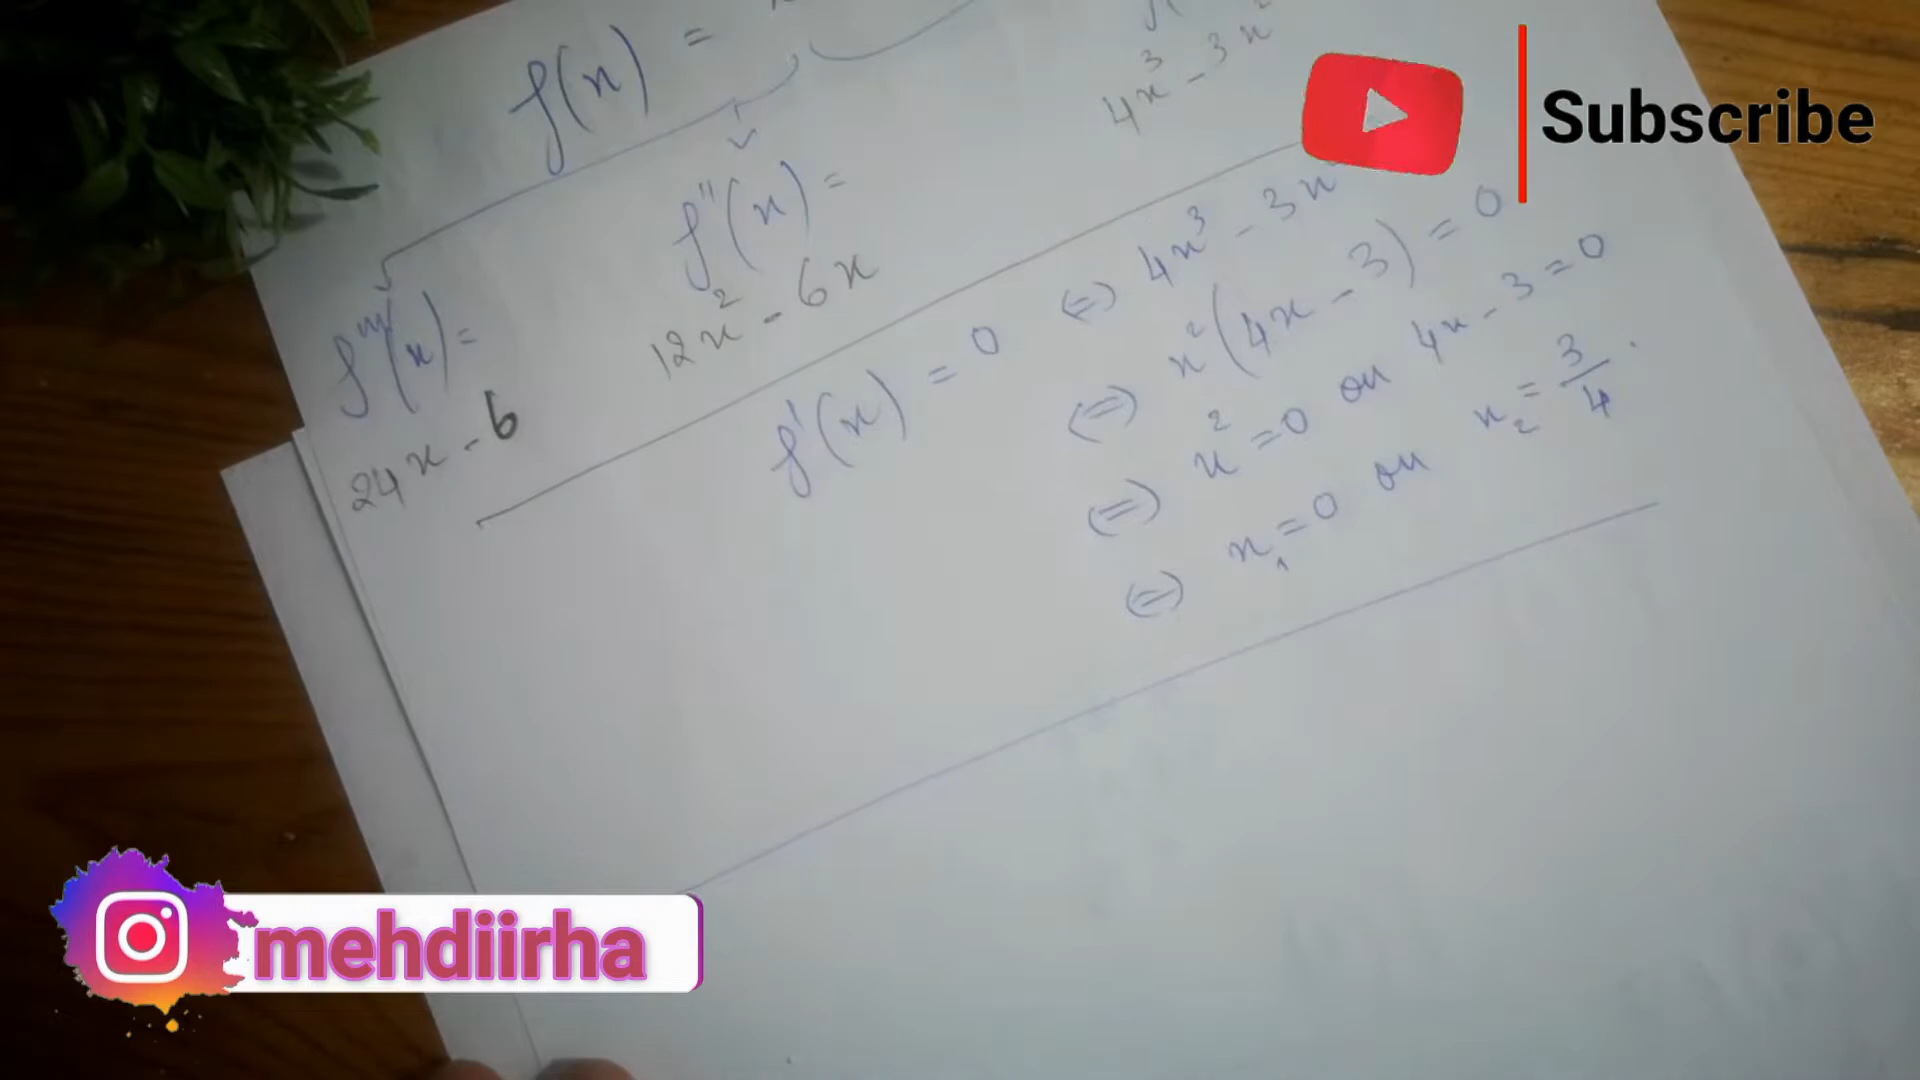 f(x) =
4x³ - 3x²
Subscribe
f''(x) =
12x² - 6x
f'''(x) =
24x - 6
f'(x) = 0 <=> 4x³ - 3x
<=> x²(4x - 3) = 0
<=> x² = 0 ou 4x - 3 = 0
<=> x₁ = 0 ou x₂ = 3/4.
mehdiirha